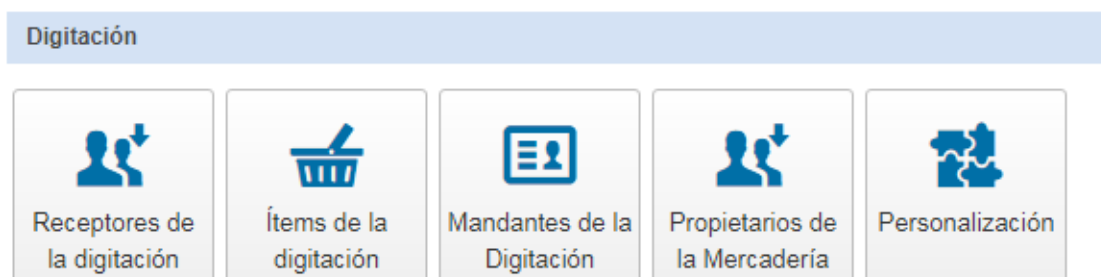 Digitación
Receptores de
la digitación
Ítems de la
digitación
Mandantes de la
Digitación
Propietarios de
la Mercadería
Personalización